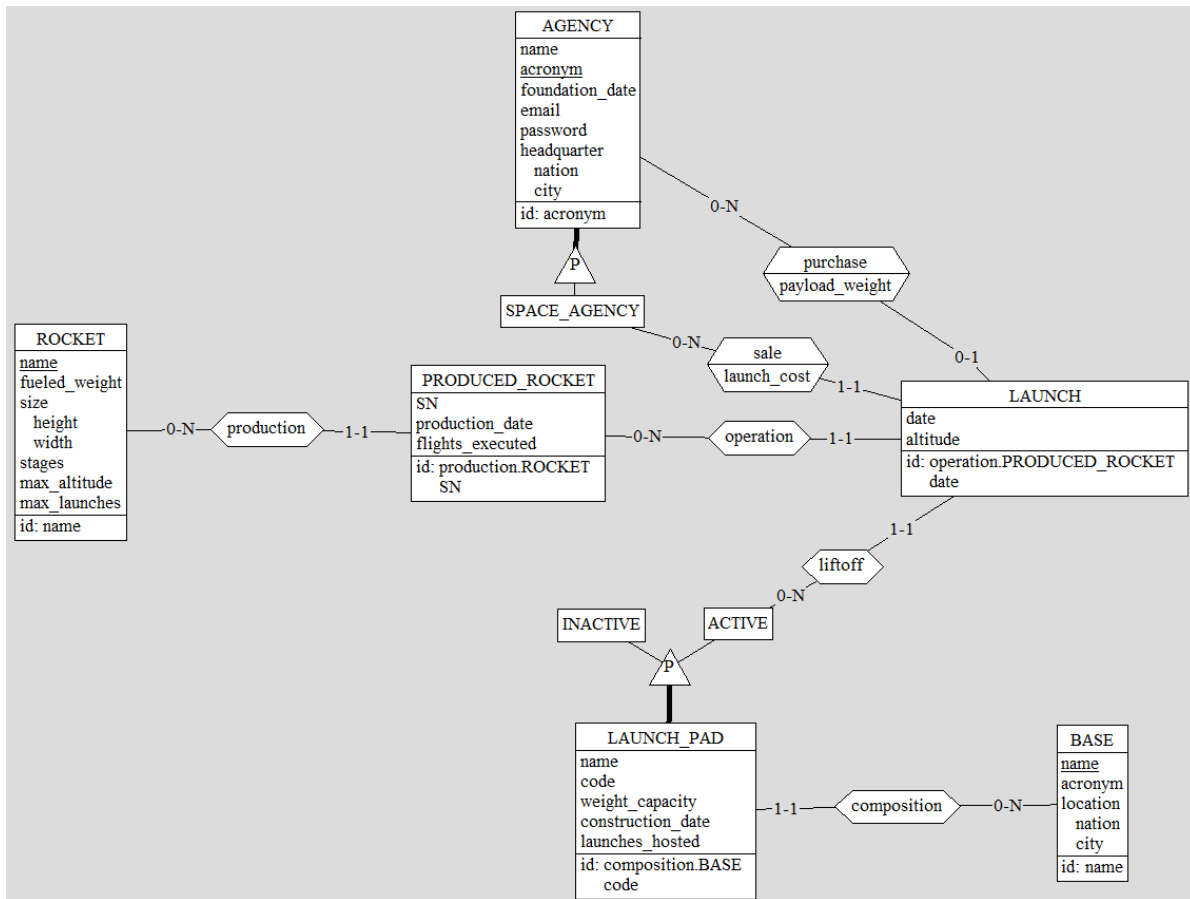 AGENCY
name
acronym
foundation_date
email
password
headquarter
nation
city
id: acronym
0-N
purchase
payload_weight
0-1
P
SPACE_AGENCY
0-N
sale
launch_cost
1-1
ROCKET
name
fueled_weight
size
height
width
stages
max_altitude
max_launches
id: name
0-N
production
1-1
PRODUCED_ROCKET
SN
production_date
flights_executed
id: production.ROCKET
SN
0-N
operation
1-1
LAUNCH
date
altitude
id: operation.PRODUCED_ROCKET
date
1-1
liftoff
0-N
INACTIVE
ACTIVE
P
LAUNCH_PAD
name
code
weight_capacity
construction_date
launches_hosted
id: composition.BASE
code
1-1
composition
0-N
BASE
name
acronym
location
nation
city
id: name